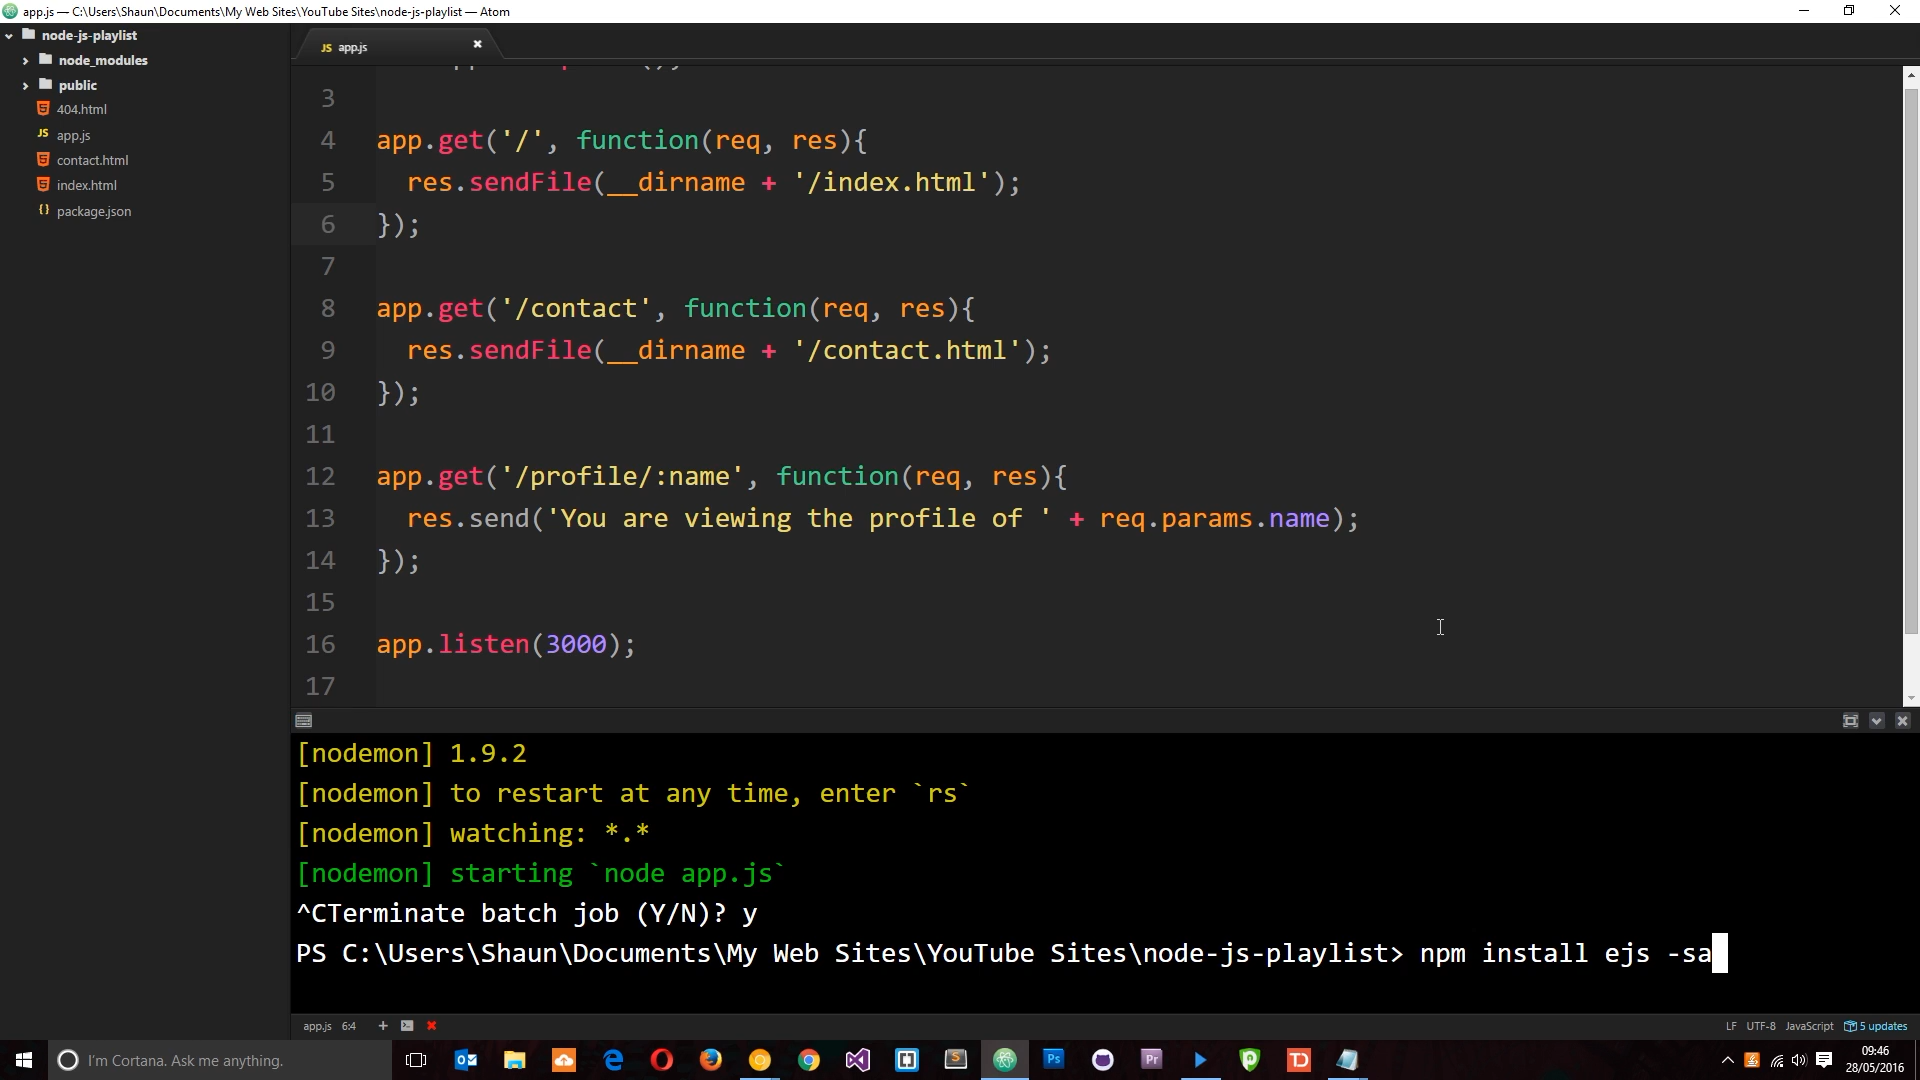 app.js — C:\Users\Shaun\Documents\My Web Sites\YouTube Sites\node-js-playlist — Atom
node-js-playlist
node_modules
public
404.html
JS app.js
contact.html
index.html
{} package.json
JS app.js
3
4 app.get('/', function(req, res){
5 res.sendFile(__dirname + '/index.html');
6 });
7
8 app.get('/contact', function(req, res){
9 res.sendFile(__dirname + '/contact.html');
10 });
11
12 app.get('/profile/:name', function(req, res){
13 res.send('You are viewing the profile of ' + req.params.name);
14 });
15
16 app.listen(3000);
17
[nodemon] 1.9.2
[nodemon] to restart at any time, enter `rs`
[nodemon] watching: *.*
[nodemon] starting `node app.js`
^CTerminate batch job (Y/N)? y
PS C:\Users\Shaun\Documents\My Web Sites\YouTube Sites\node-js-playlist> npm install ejs -sa
app.js 6:4
LF UTF-8 JavaScript 5 updates
I'm Cortana. Ask me anything.
Ps
Pr
TD
09:46
28/05/2016